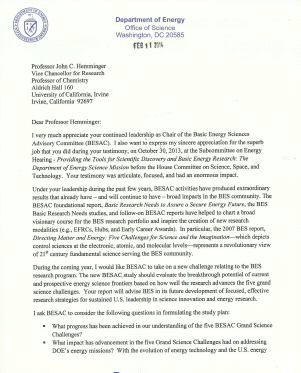 Department of Energy
Office of Science
Washington, DC 20585
FEB 11 2014
Professor John C. Hemminger
Vice Chancellor for Research
Professor of Chemistry
Aldrich Hall 160
University of California, Irvine
Irvine, California 92697
Dear Professor Hemminger:
I very much appreciate your continued leadership as Chair of the Basic Energy Sciences
Advisory Committee (BESAC). I also want to express my sincere appreciation for the superb
job that you did during your testimony, on October 30, 2013, at the Subcommittee on Energy
Hearing - Providing the Tools for Scientific Discovery and Basic Energy Research: The
Department of Energy Science Mission before the House Committee on Science, Space, and
Technology. Your testimony was articulate, focused, and had an enormous impact.
Under your leadership during the past few years, BESAC activities have produced extraordinary
results that already have – and will continue to have – broad impacts in the community. The
BESAC foundational report, Basic Research Needs to Assure a Secure Energy Future, the BES
Basic Research Needs studies, and follow-on BESAC reports have helped to chart a broad
visionary course for the BES research portfolio and inspire the creation of new research
modalities (e.g., EFRCs, Hubs, and Early Career Awards). In particular, the 2007 BES report,
Directing Matter and Energy: Five Challenges for Science and the Imagination—which depicts
control sciences at the electronic, atomic, and molecular levels—represents a revolutionary view
of 21st century fundamental science serving the BES community.
During the coming year, I would like BESAC to take on a new challenge relating to the BES
research program. The new BESAC study should evaluate the breakthrough potential of current
and prospective energy science frontiers based on how well the research advances the five grand
science challenges. Your report will advise BES in its future development of focused, effective
research strategies for sustained U.S. leadership in science innovation and energy research.
I ask BESAC to consider the following questions in formulating the study plan:
• What progress has been achieved in our understanding of the five BESAC Grand Science
Challenges?
• What impact has advancement in the five Grand Science Challenges had on addressing
DOE's energy missions? With the evolution of energy technology and the U.S. energy